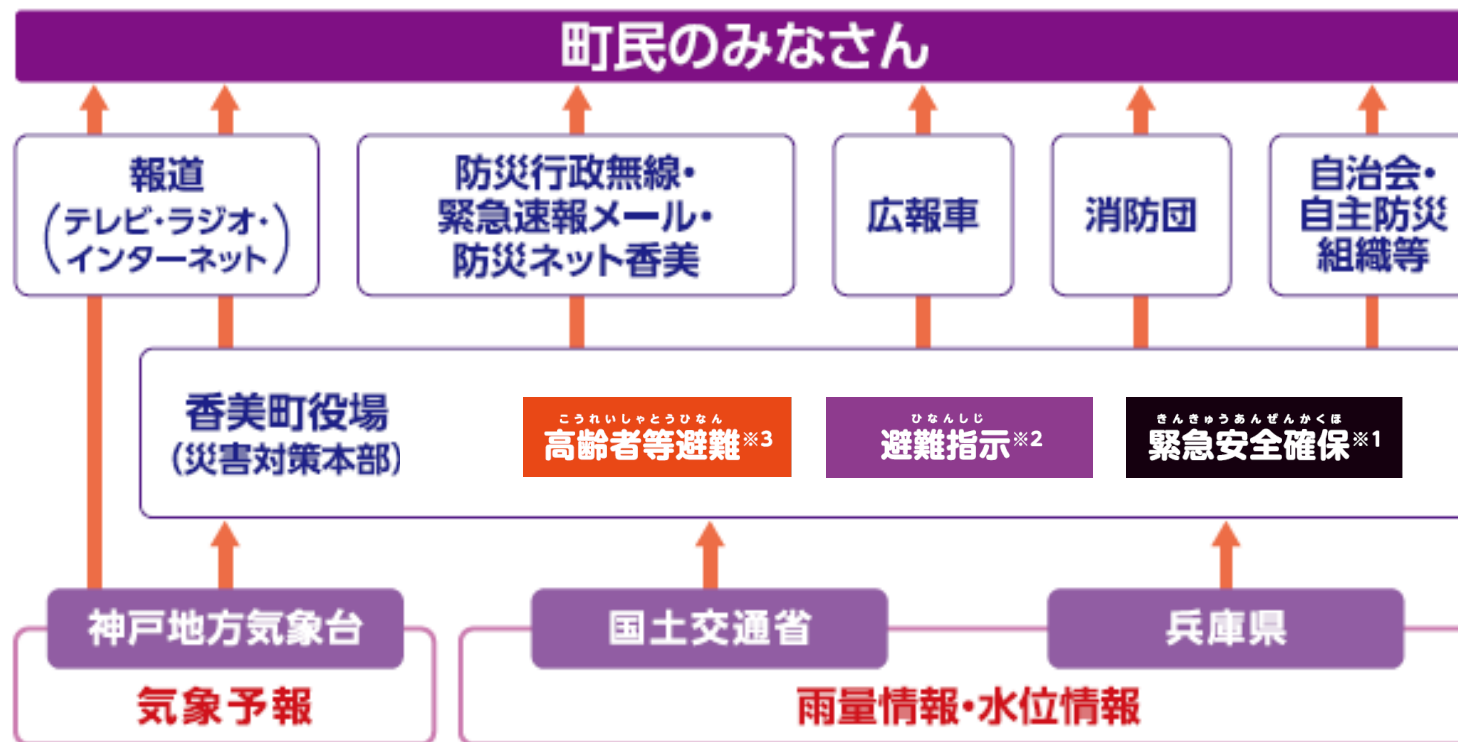 町民のみなさん
報道
(テレビ・ラジオ・
インターネット)
防災行政無線・
緊急速報メール・
防災ネット香美
広報車
消防団
自治会・
自主防災
組織等
香美町役場
(災害対策本部)
こうれいしゃとうひなん
高齢者等避難※3
ひなんしじ
避難指示※2
きんきゅうあんぜんかくほ
緊急安全確保※1
神戸地方気象台
国土交通省
兵庫県
気象予報
雨量情報・水位情報